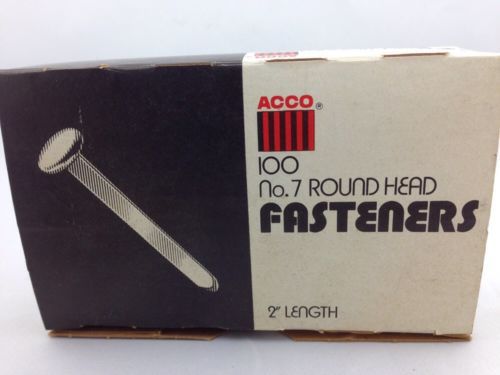 ACCO®
100
No. 7 ROUND HEAD
FASTENERS
2" LENGTH